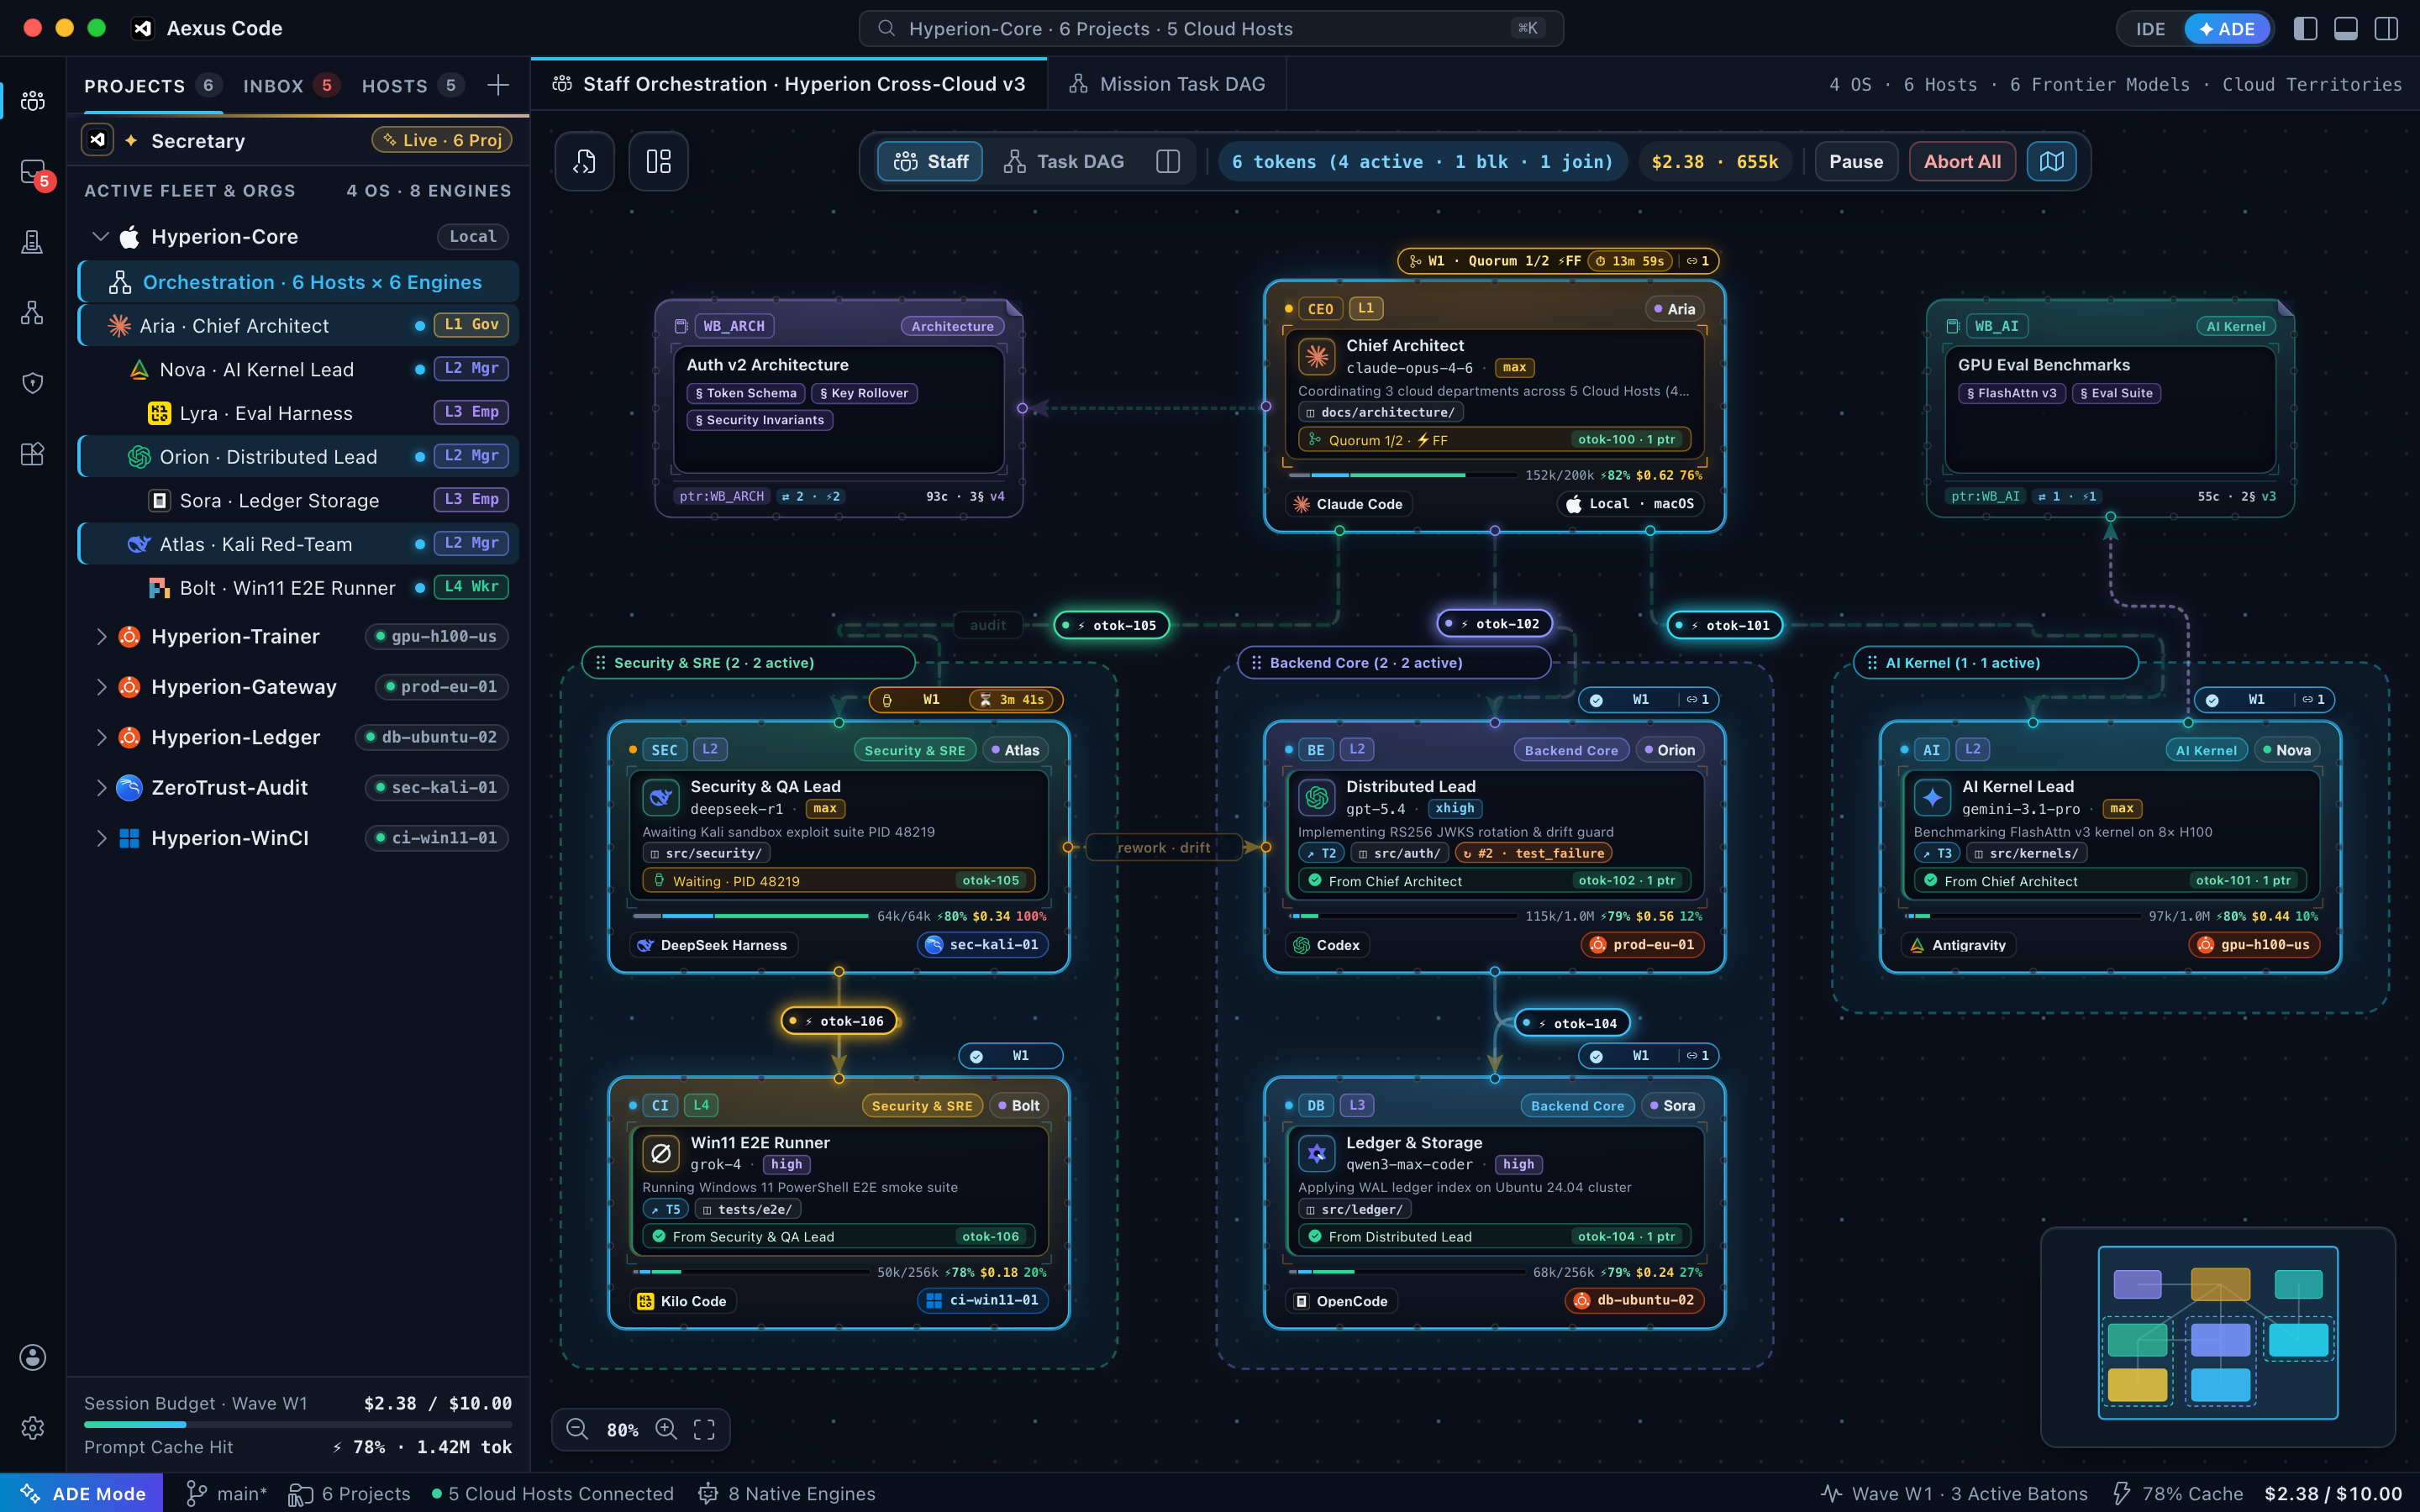 Aexus Code
Hyperion-Core · 6 Projects · 5 Cloud Hosts ⌘K
IDE ADE
PROJECTS 6 INBOX 5 HOSTS 5
Secretary Live · 6 Proj
ACTIVE FLEET & ORGS 4 OS · 8 ENGINES
Hyperion-Core Local
Orchestration · 6 Hosts × 6 Engines
Aria · Chief Architect L1 Gov
Nova · AI Kernel Lead L2 Mgr
Lyra · Eval Harness L3 Emp
Orion · Distributed Lead L2 Mgr
Sora · Ledger Storage L3 Emp
Atlas · Kali Red-Team L2 Mgr
Bolt · Win11 E2E Runner L4 Wkr
Hyperion-Trainer gpu-h100-us
Hyperion-Gateway prod-eu-01
Hyperion-Ledger db-ubuntu-02
ZeroTrust-Audit sec-kali-01
Hyperion-WinCI ci-win11-01
5
Session Budget · Wave W1 $2.38 / $10.00
Prompt Cache Hit ⚡ 78% · 1.42M tok
Staff Orchestration · Hyperion Cross-Cloud v3
Mission Task DAG
4 OS · 6 Hosts · 6 Frontier Models · Cloud Territories
Staff Task DAG 6 tokens (4 active · 1 blk · 1 join) $2.38 · 655k Pause Abort All
WB_ARCH Architecture
Auth v2 Architecture
§ Token Schema § Key Rollover
§ Security Invariants
ptr:WB_ARCH ⇄ 2 · ⚡2 93c · 3§ v4
W1 · Quorum 1/2 ⚡FF 13m 59s 1
CEO L1 Aria
Chief Architect
claude-opus-4-6 · max
Coordinating 3 cloud departments across 5 Cloud Hosts (4…
docs/architecture/
Quorum 1/2 · ⚡FF otok-100 · 1 ptr
152k/200k ⚡82% $0.62 76%
Claude Code Local · macOS
WB_AI AI Kernel
GPU Eval Benchmarks
§ FlashAttn v3 § Eval Suite
ptr:WB_AI ⇄ 1 · ⚡1 55c · 2§ v3
audit
⚡ otok-105
⚡ otok-102
⚡ otok-101
Security & SRE (2 · 2 active)
W1 3m 41s
SEC L2 Security & SRE Atlas
Security & QA Lead
deepseek-r1 · max
Awaiting Kali sandbox exploit suite PID 48219
src/security/
Waiting · PID 48219 otok-105
64k/64k ⚡80% $0.34 100%
DeepSeek Harness sec-kali-01
rework · drift
Backend Core (2 · 2 active)
W1 1
BE L2 Backend Core Orion
Distributed Lead
gpt-5.4 · xhigh
Implementing RS256 JWKS rotation & drift guard
↗ T2 src/auth/ ↻ #2 · test_failure
From Chief Architect otok-102 · 1 ptr
115k/1.0M ⚡79% $0.56 12%
Codex prod-eu-01
AI Kernel (1 · 1 active)
W1 1
AI L2 AI Kernel Nova
AI Kernel Lead
gemini-3.1-pro · max
Benchmarking FlashAttn v3 kernel on 8× H100
↗ T3 src/kernels/
From Chief Architect otok-101 · 1 ptr
97k/1.0M ⚡80% $0.44 10%
Antigravity gpu-h100-us
⚡ otok-106
W1
CI L4 Security & SRE Bolt
Win11 E2E Runner
grok-4 · high
Running Windows 11 PowerShell E2E smoke suite
↗ T5 tests/e2e/
From Security & QA Lead otok-106
50k/256k ⚡78% $0.18 20%
Kilo Code ci-win11-01
⚡ otok-104
W1 1
DB L3 Backend Core Sora
Ledger & Storage
qwen3-max-coder · high
Applying WAL ledger index on Ubuntu 24.04 cluster
src/ledger/
From Distributed Lead otok-104 · 1 ptr
68k/256k ⚡79% $0.24 27%
OpenCode db-ubuntu-02
80%
ADE Mode main* 6 Projects 5 Cloud Hosts Connected 8 Native Engines
Wave W1 · 3 Active Batons 78% Cache $2.38 / $10.00